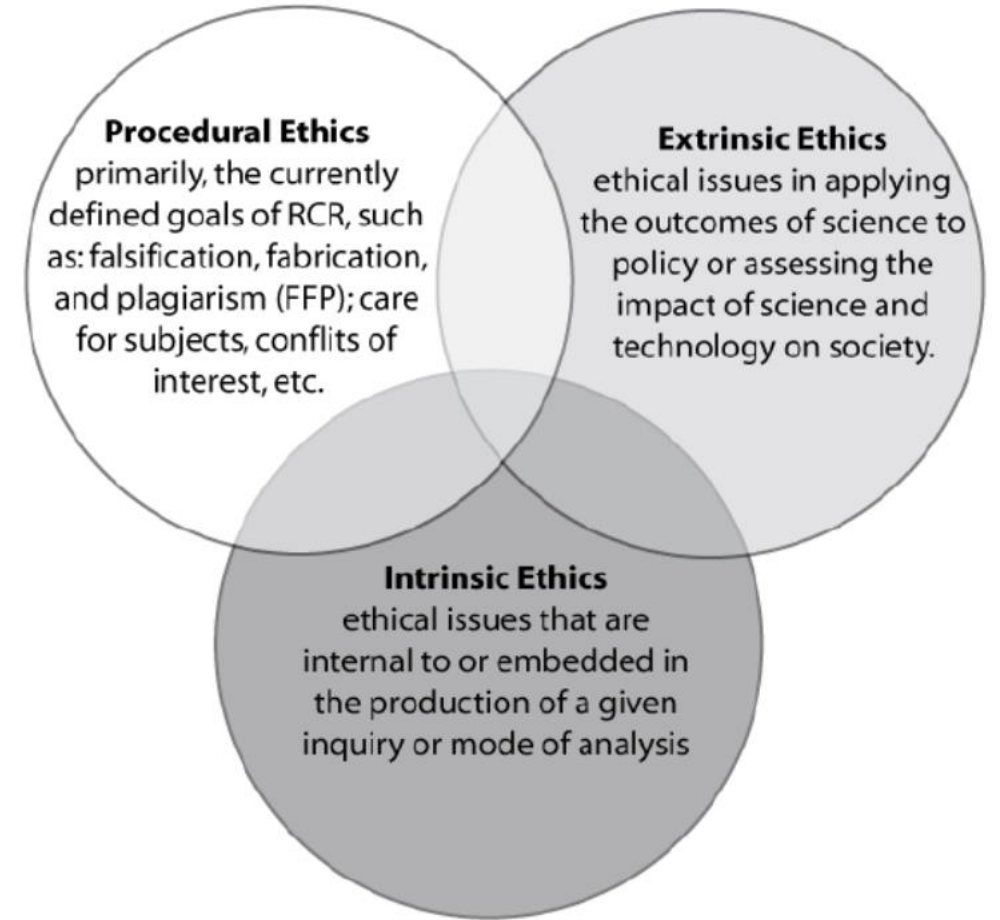 Procedural Ethics
primarily, the currently
defined goals of RCR, such
as: falsification, fabrication,
and plagiarism (FFP); care
for subjects, conflits of
interest, etc.
Extrinsic Ethics
ethical issues in applying
the outcomes of science to
policy or assessing the
impact of science and
technology on society.
Intrinsic Ethics
ethical issues that are
internal to or embedded in
the production of a given
inquiry or mode of analysis